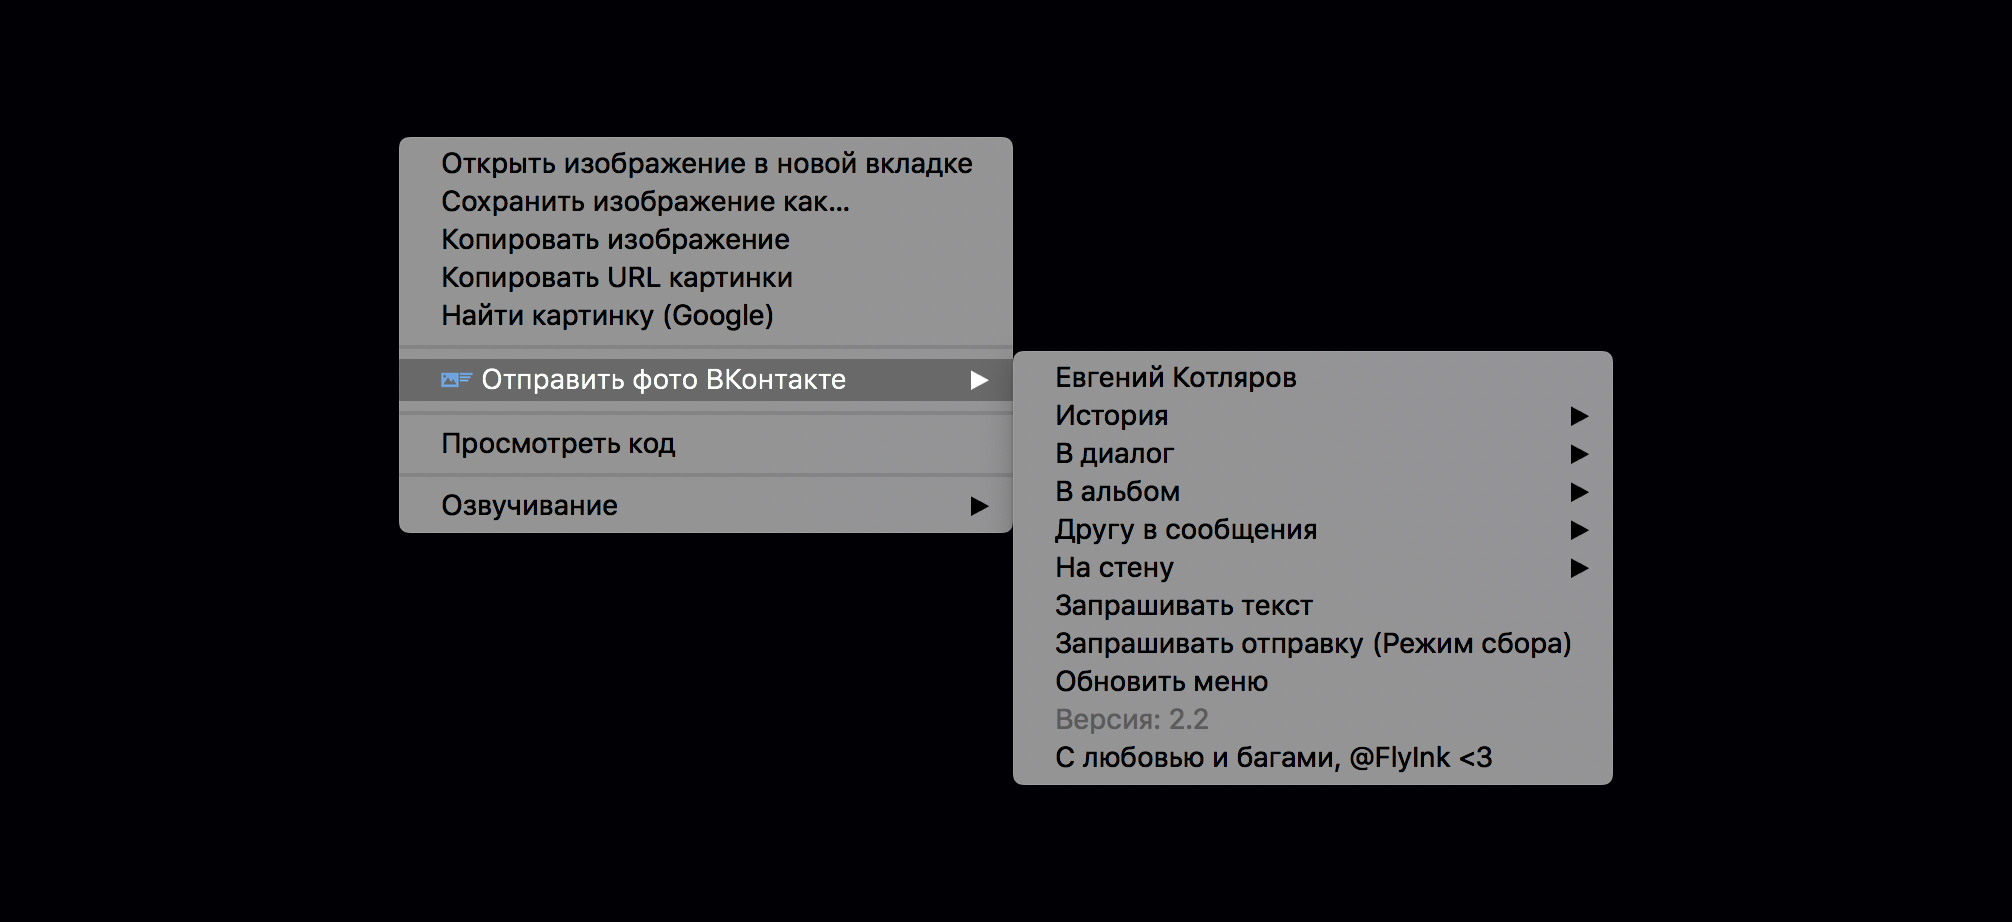 Открыть изображение в новой вкладке
Сохранить изображение как...
Копировать изображение
Копировать URL картинки
Найти картинку (Google)
Отправить фото ВКонтакте
Просмотреть код
Озвучивание
Евгений Котляров
История
В диалог
В альбом
Другу в сообщения
На стену
Запрашивать текст
Запрашивать отправку (Режим сбора)
Обновить меню
Версия: 2.2
С любовью и багами, @FlyInk <3